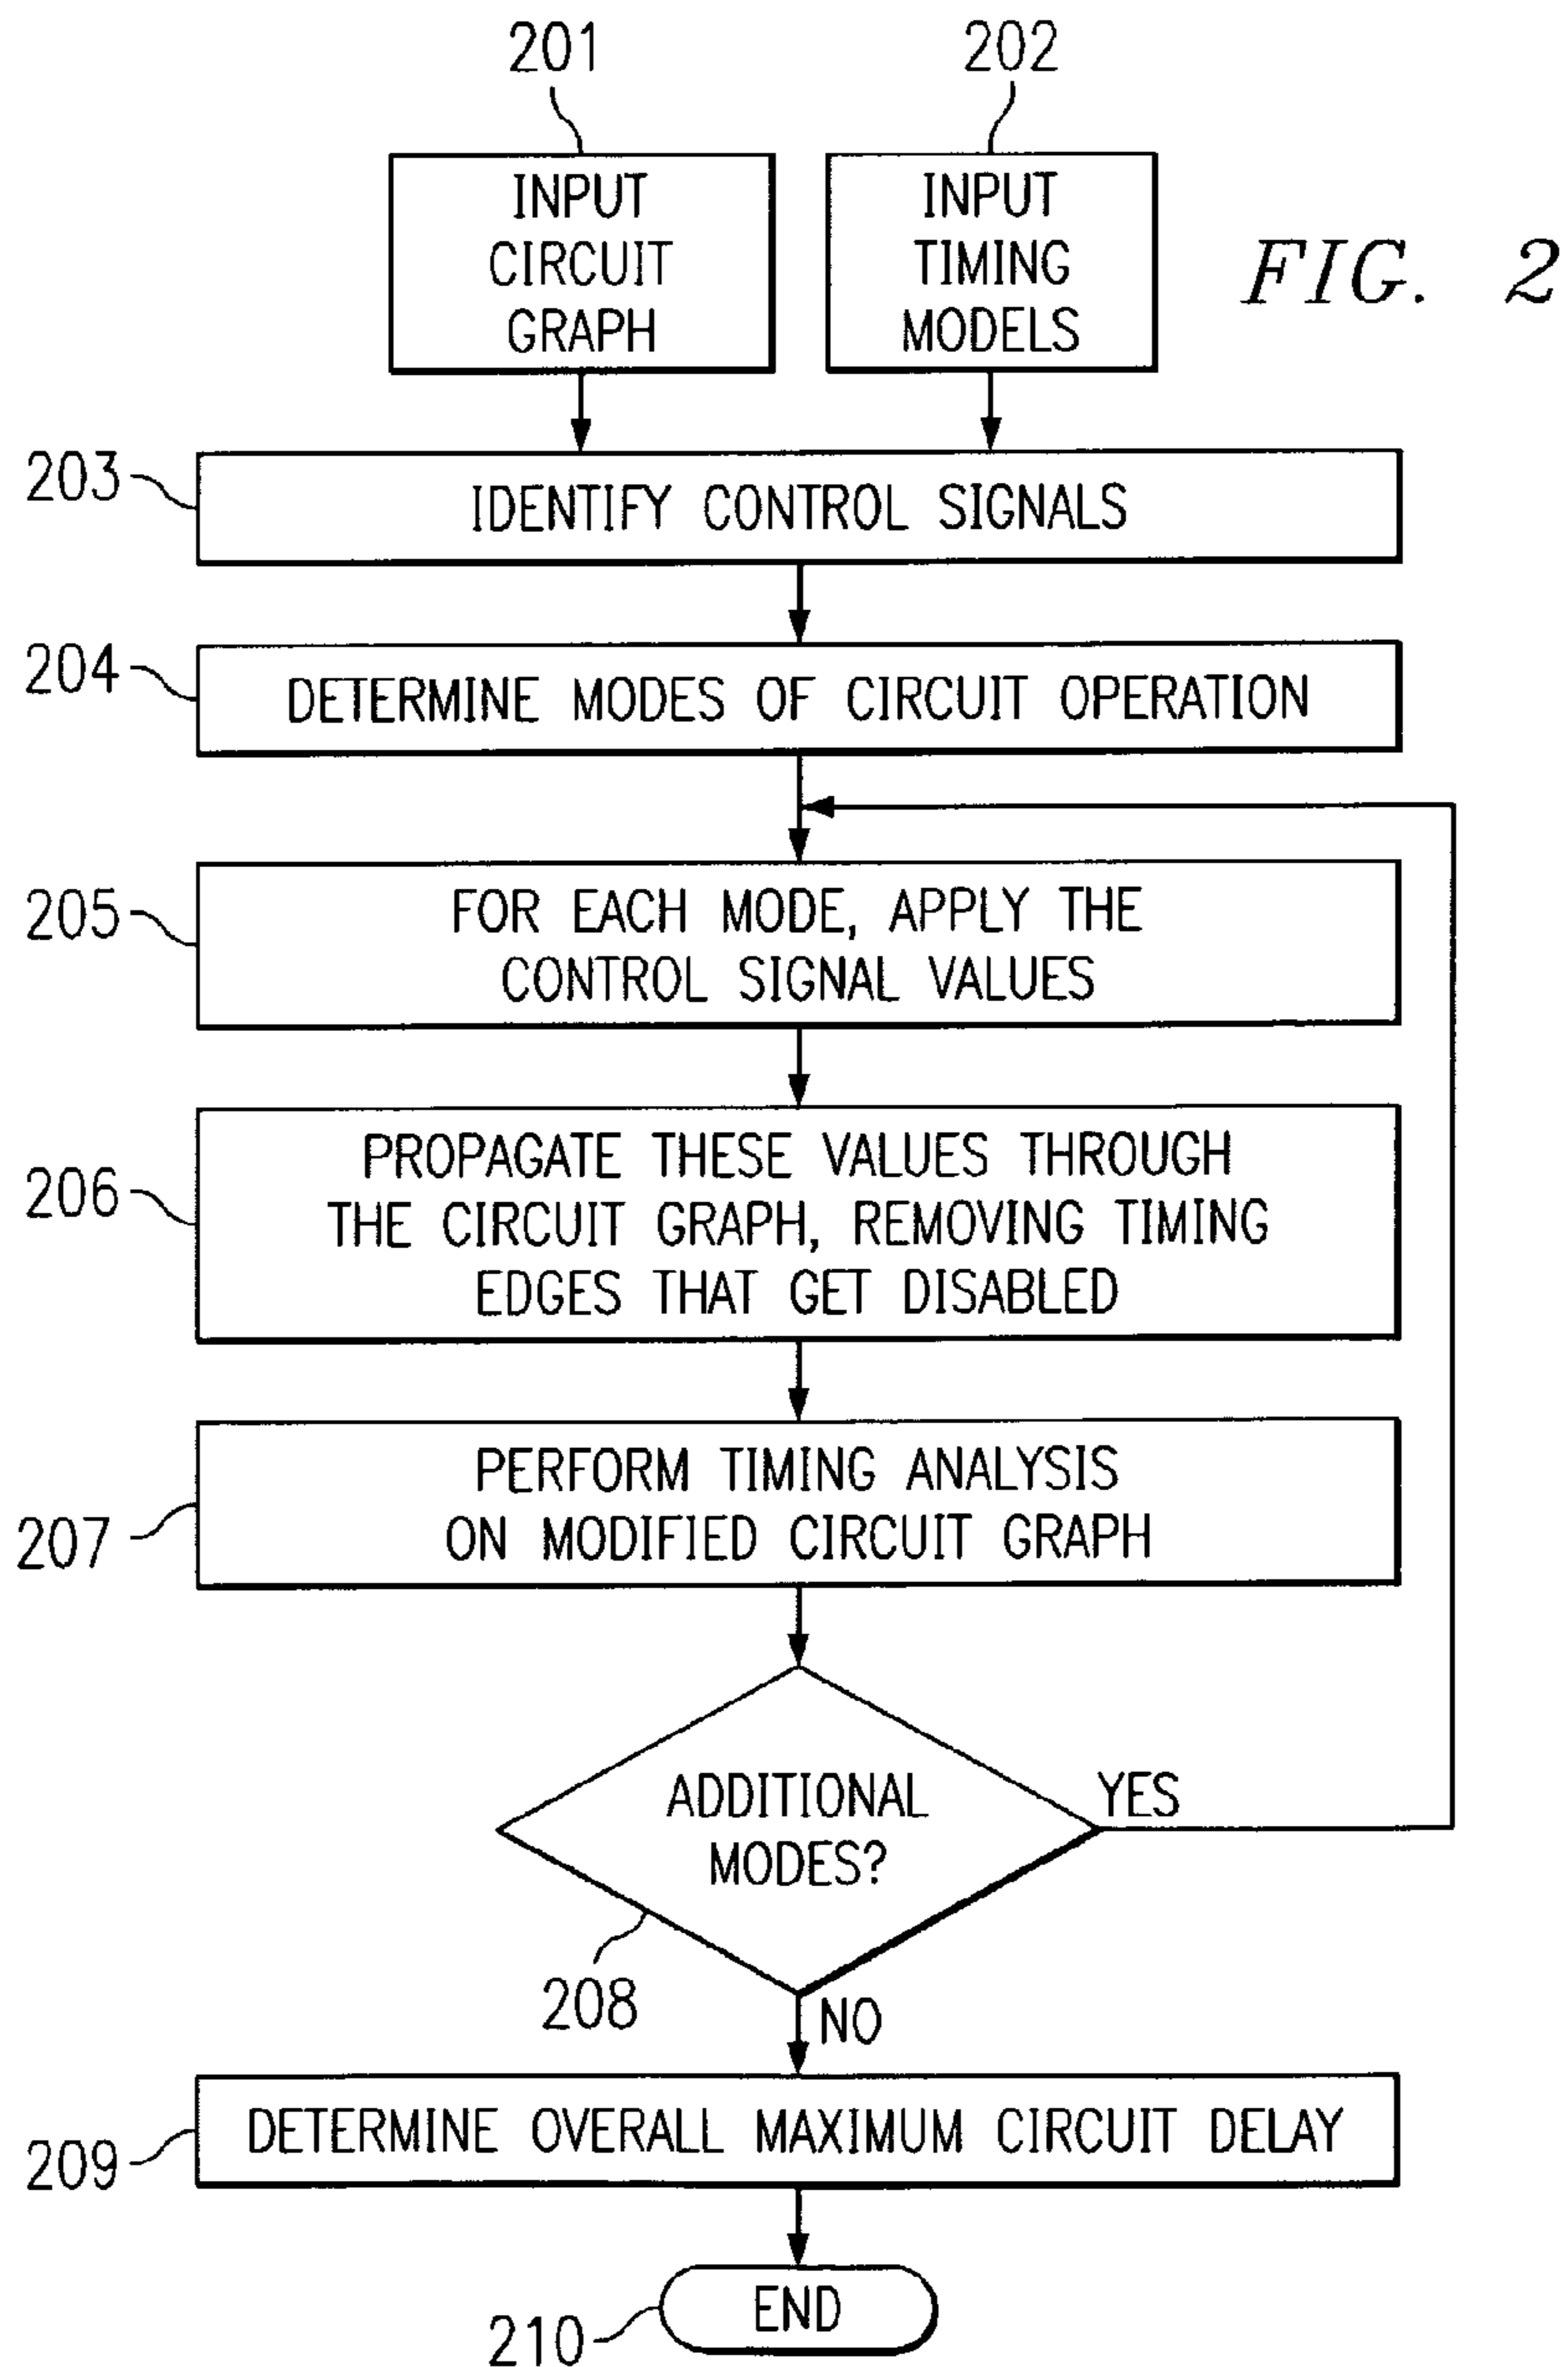 201
202
INPUT
CIRCUIT
GRAPH
INPUT
TIMING
MODELS
FIG. 2
203
IDENTIFY CONTROL SIGNALS
204
DETERMINE MODES OF CIRCUIT OPERATION
205
FOR EACH MODE, APPLY THE
CONTROL SIGNAL VALUES
206
PROPAGATE THESE VALUES THROUGH
THE CIRCUIT GRAPH, REMOVING TIMING
EDGES THAT GET DISABLED
207
PERFORM TIMING ANALYSIS
ON MODIFIED CIRCUIT GRAPH
ADDITIONAL
MODES?
YES
208
NO
209
DETERMINE OVERALL MAXIMUM CIRCUIT DELAY
210
END